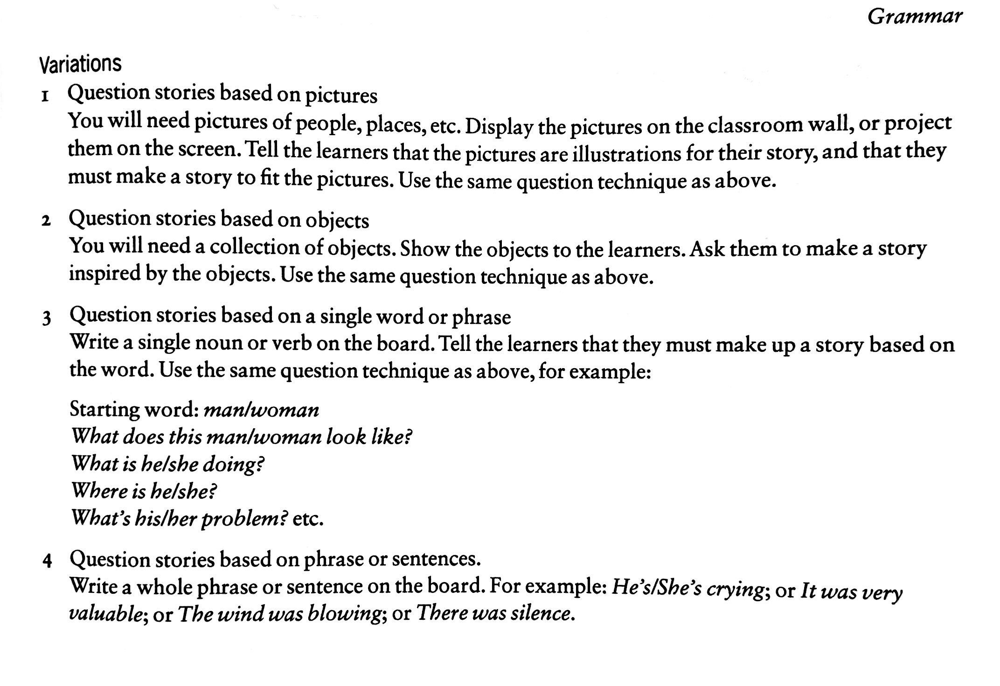 Grammar
Variations
1 Question stories based on pictures
You will need pictures of people, places, etc. Display the pictures on the classroom wall, or project
them on the screen. Tell the learners that the pictures are illustrations for their story, and that they
must make a story to fit the pictures. Use the same question technique as above.
2 Question stories based on objects
You will need a collection of objects. Show the objects to the learners. Ask them to make a story
inspired by the objects. Use the same question technique as above.
3 Question stories based on a single word or phrase
Write a single noun or verb on the board. Tell the learners that they must make up a story based on
the word. Use the same question technique as above, for example:
Starting word: man/woman
What does this man/woman look like?
What is he/she doing?
Where is he/she?
What's his/her problem? etc.
4 Question stories based on phrase or sentences.
Write a whole phrase or sentence on the board. For example: He's/She's crying; or It was very
valuable; or The wind was blowing; or There was silence.